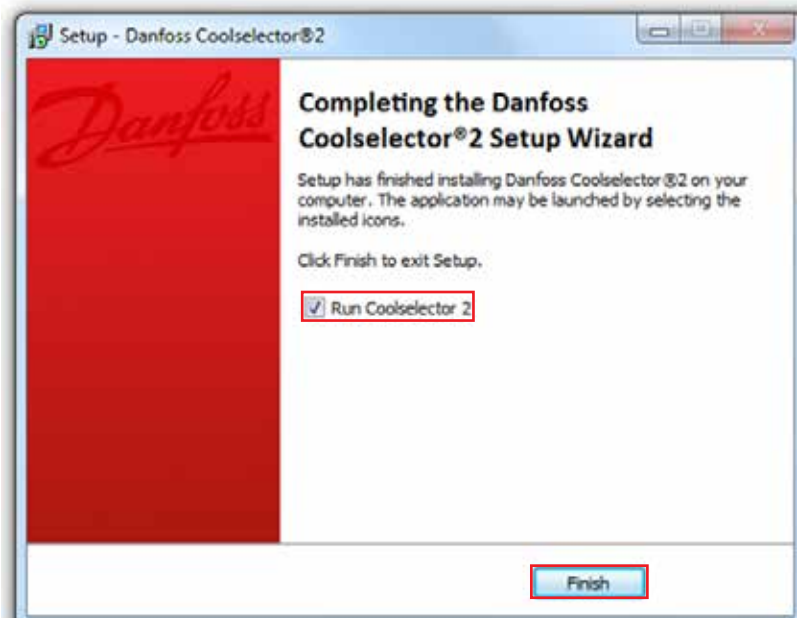 Setup - Danfoss Coolselector®2
Danfoss
Completing the Danfoss
Coolselector®2 Setup Wizard
Setup has finished installing Danfoss Coolselector®2 on your
computer. The application may be launched by selecting the
installed icons.
Click Finish to exit Setup.
Run Coolselector 2
Finish